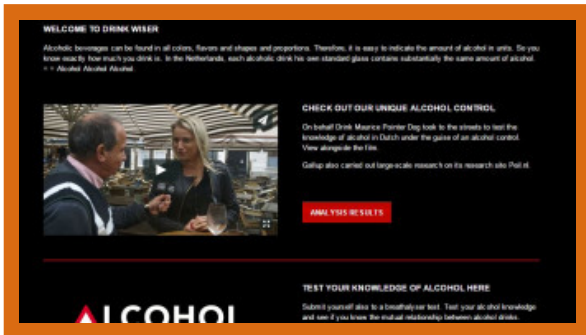 WELCOME TO DRINK WISER
Alcoholic beverages can be found in all colors, flavors and shapes and proportions. Therefore, it is easy to indicate the amount of alcohol in units. So you
know exactly how much you drink is. In the Netherlands, each alcoholic drink his own standard glass contains substantially the same amount of alcohol.
= = Alcohol Alcohol Alcohol.
CHECK OUT OUR UNIQUE ALCOHOL CONTROL
On behalf Drink Maurice Pointer Dog took to the streets to test the
knowledge of alcohol in Dutch under the guise of an alcohol control.
View alongside the film.
Gallup also carried out large-scale research on its research site Peil.nl.
ANALYSIS RESULTS
TEST YOUR KNOWLEDGE OF ALCOHOL HERE
Submit yourself also to a breathalyser test. Test your alcohol knowledge
and see if you know the mutual relationship between alcohol drinks.
ALCOHOL